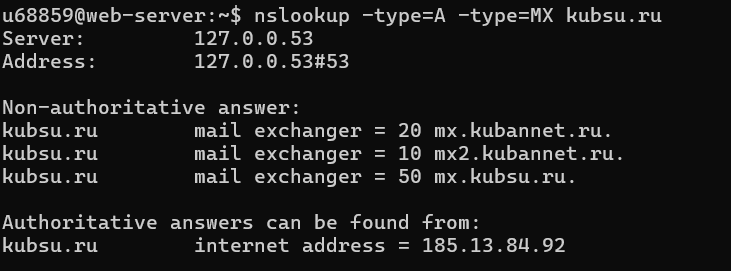 u68859@web-server:~$ nslookup -type=A -type=MX kubsu.ru
Server:         127.0.0.53
Address:        127.0.0.53#53

Non-authoritative answer:
kubsu.ru        mail exchanger = 20 mx.kubannet.ru.
kubsu.ru        mail exchanger = 10 mx2.kubannet.ru.
kubsu.ru        mail exchanger = 50 mx.kubsu.ru.

Authoritative answers can be found from:
kubsu.ru        internet address = 185.13.84.92